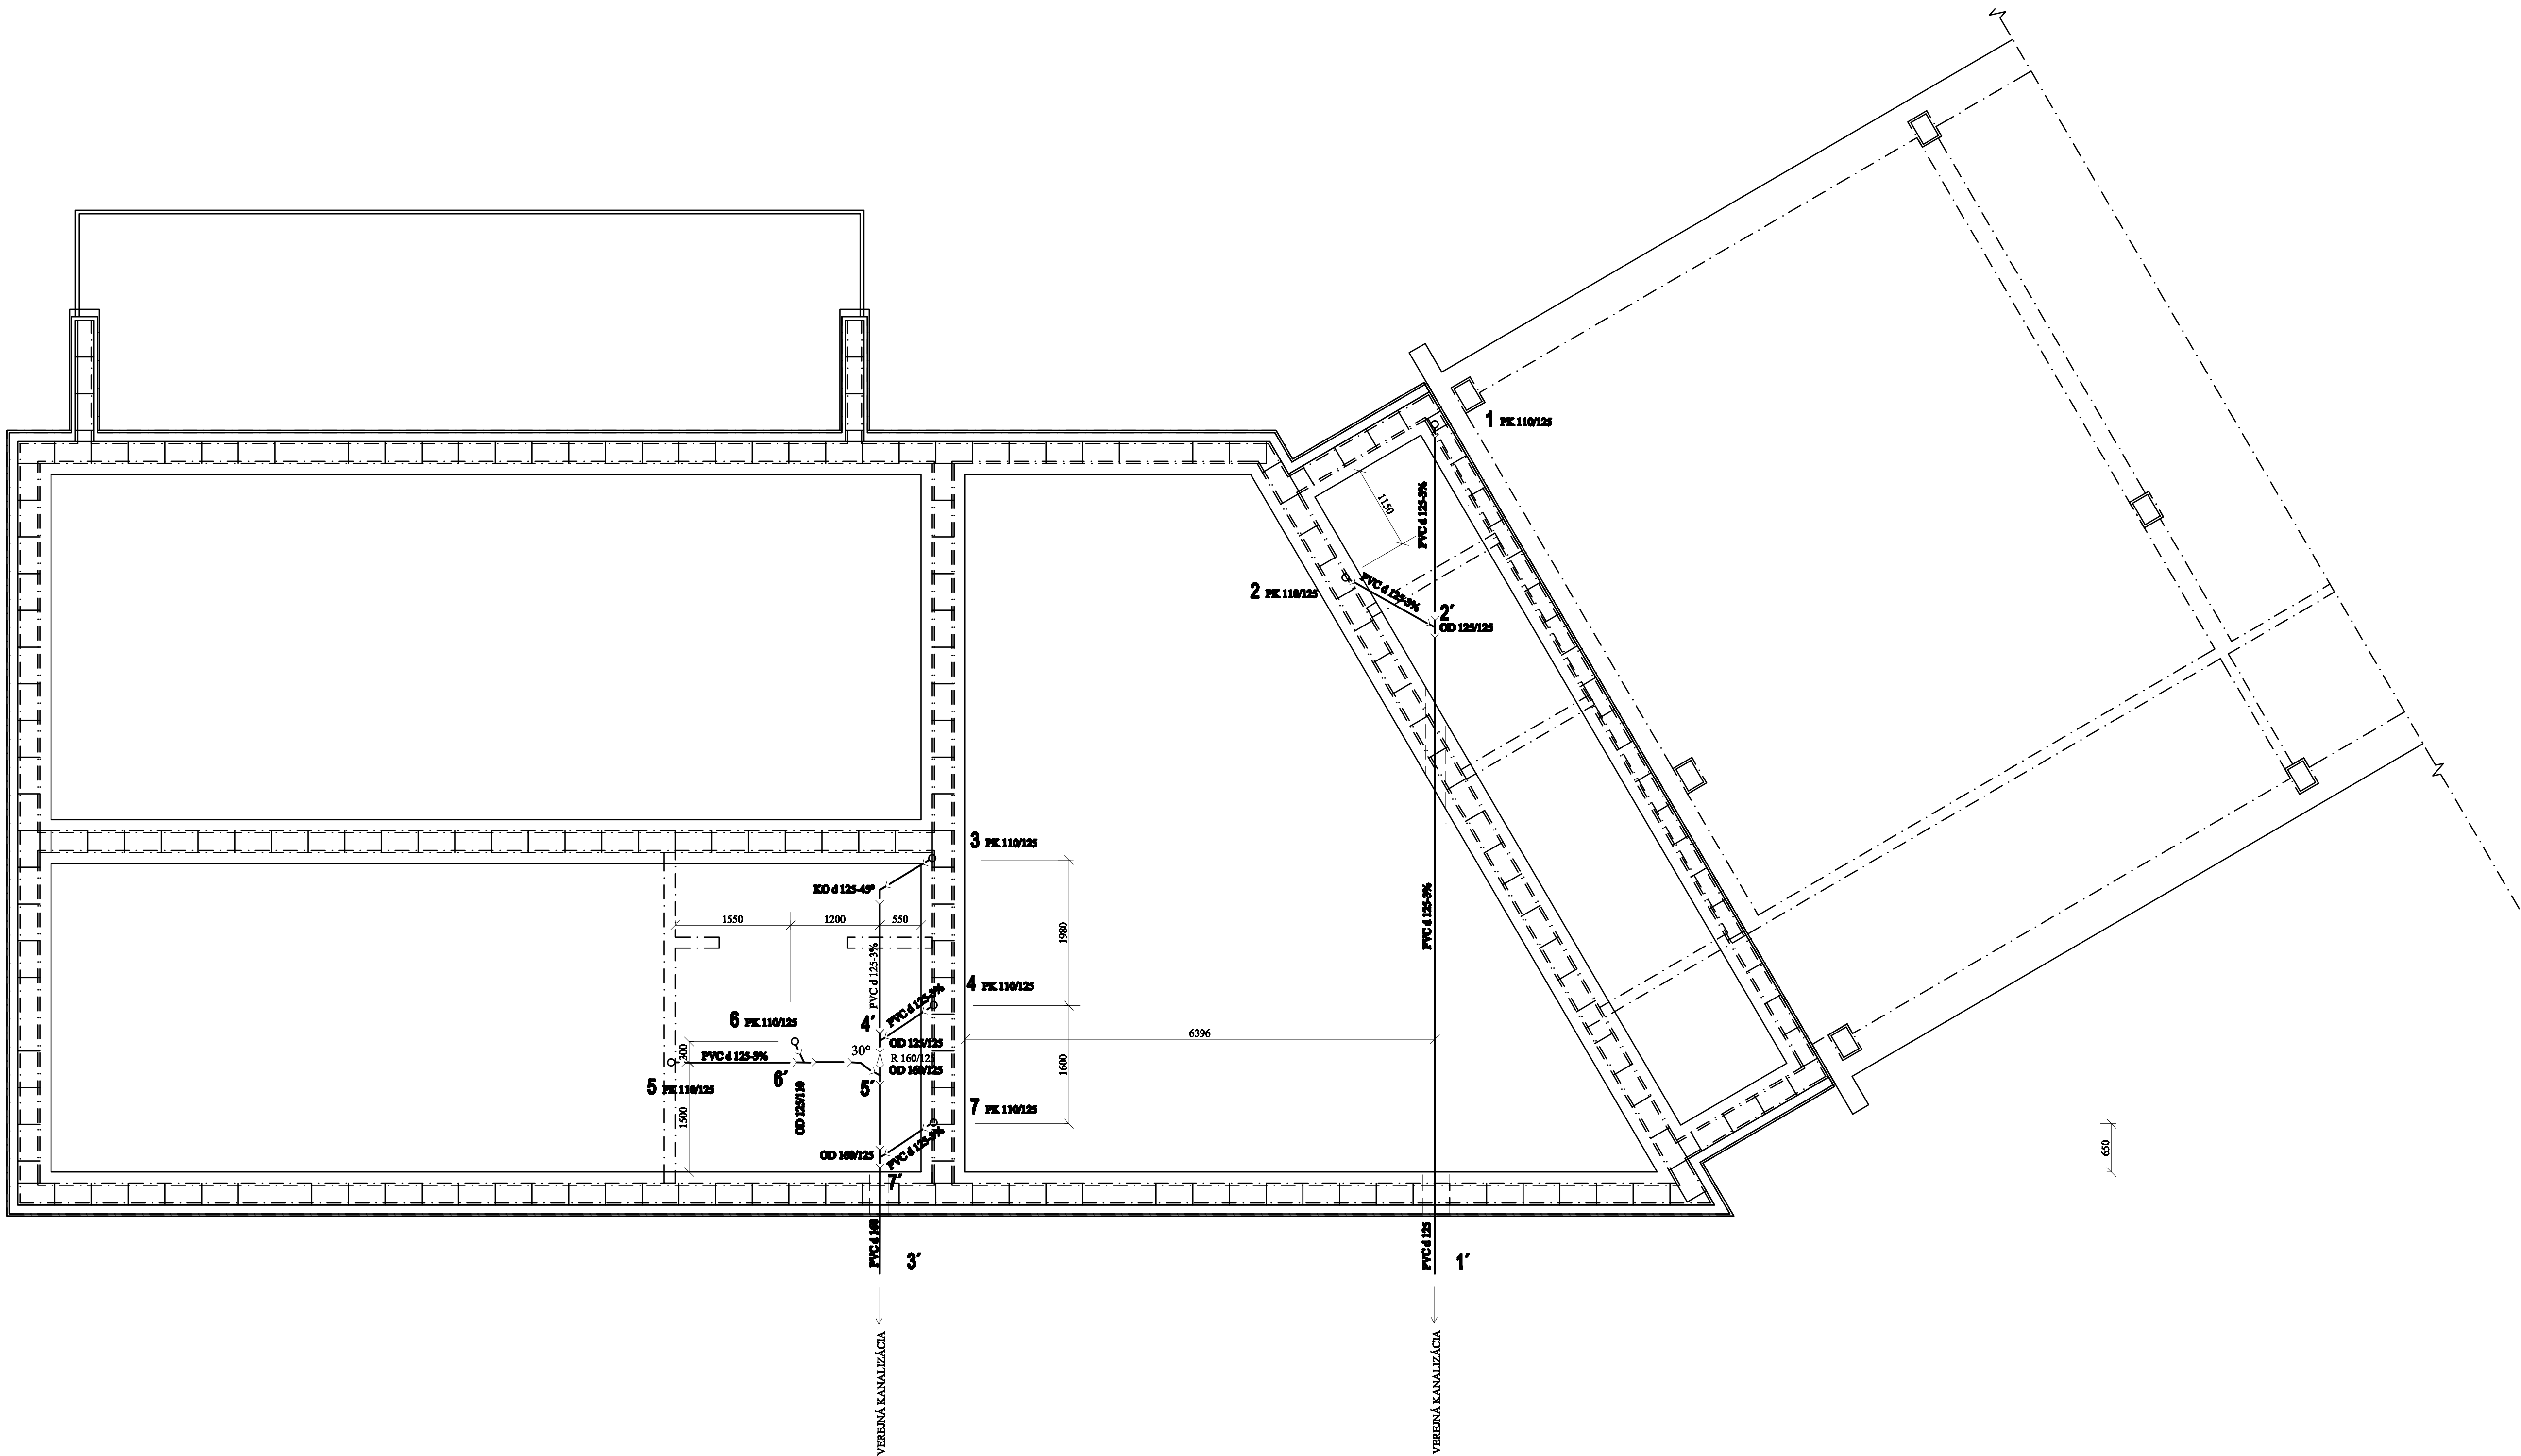 1 PK 110/125
1150
PVC d 125-3%
2 PK 110/125
PVC d 125-3%
2´
OD 125/125
3 PK 110/125
KO d 125-45°
1550
1200
550
1980
PVC d 125-3%
PVC d 125-3%
4 PK 110/125
PVC d 125-3%
4´
6 PK 110/125
OD 125/125
30°
R 160/125
OD 160/125
6396
300
PVC d 125-3%
5 PK 110/125
6´
5´
OD 125/110
1500
1600
7 PK 110/125
PVC d 125-3%
OD 160/125
7´
650
PVC d 160
3´
PVC d 125
1´
VEREJNÁ KANALIZÁCIA
VEREJNÁ KANALIZÁCIA